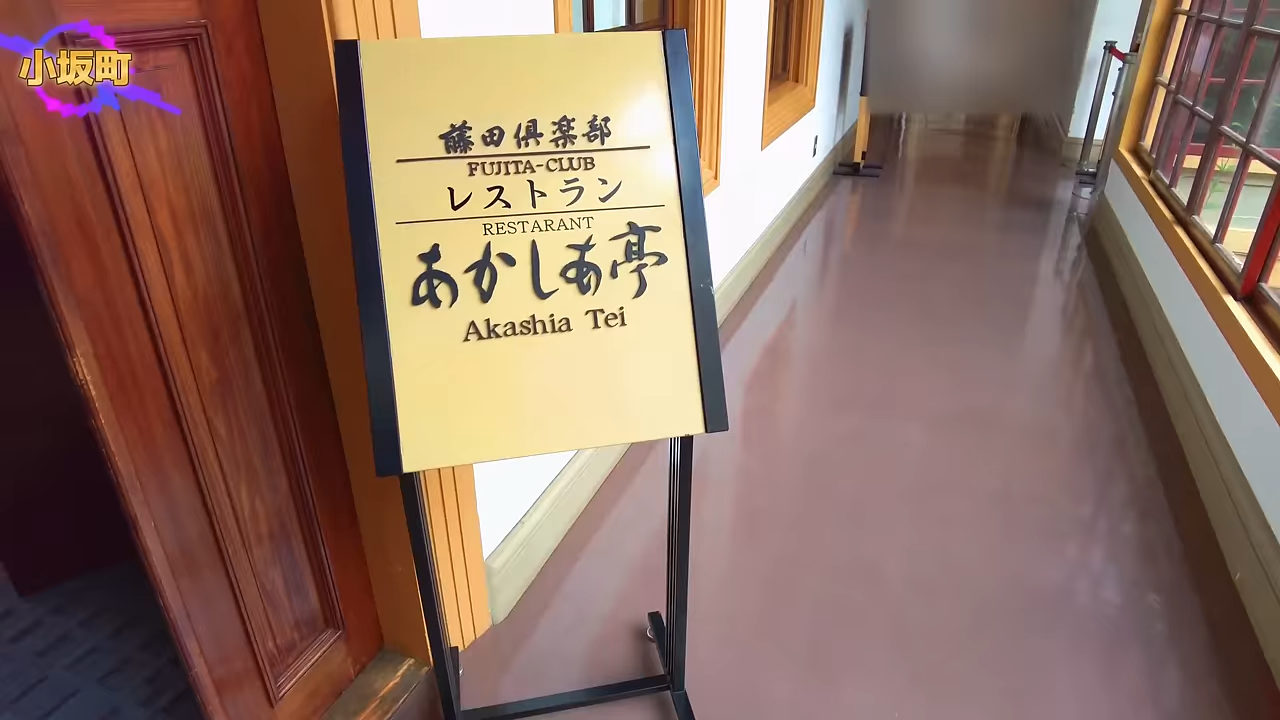 小坂町
藤田倶楽部
FUJITA-CLUB
レストラン
RESTARANT
あかしあ亭
Akashia Tei